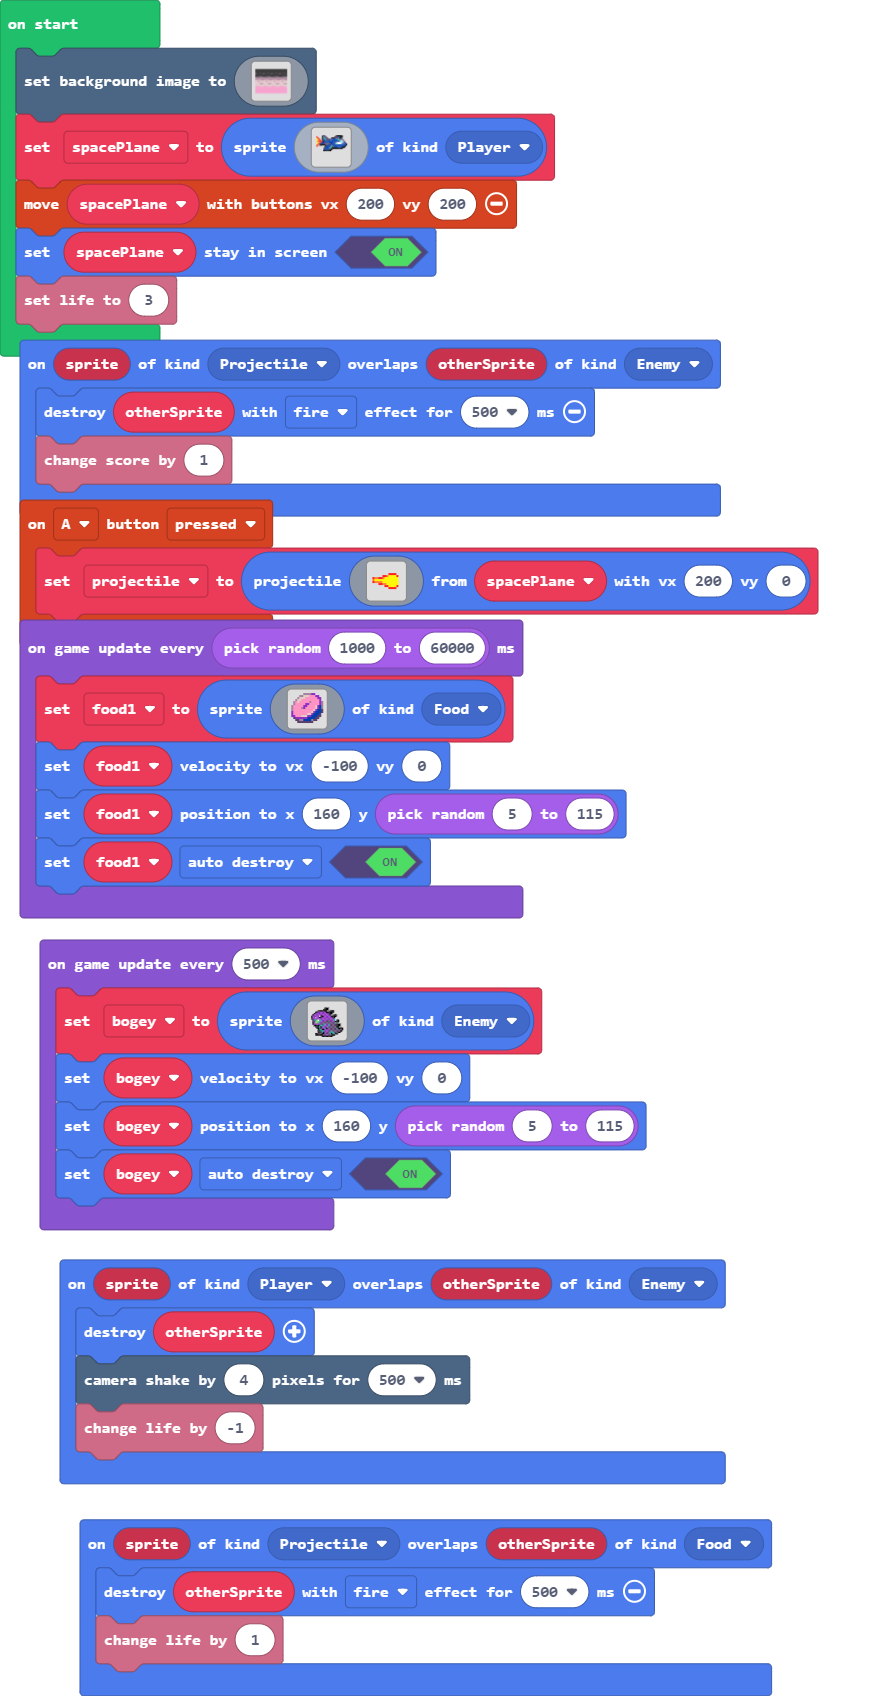 on start
set background image to
set spacePlane to sprite of kind Player
move spacePlane with buttons vx 200 vy 200
set spacePlane stay in screen ON
set life to 3
on sprite of kind Projectile overlaps otherSprite of kind Enemy
destroy otherSprite with fire effect for 500 ms
change score by 1
on A button pressed
set projectile to projectile from spacePlane with vx 200 vy 0
on game update every pick random 1000 to 60000 ms
set food1 to sprite of kind Food
set food1 velocity to vx -100 vy 0
set food1 position to x 160 y pick random 5 to 115
set food1 auto destroy ON
on game update every 500 ms
set bogey to sprite of kind Enemy
set bogey velocity to vx -100 vy 0
set bogey position to x 160 y pick random 5 to 115
set bogey auto destroy ON
on sprite of kind Player overlaps otherSprite of kind Enemy
destroy otherSprite
camera shake by 4 pixels for 500 ms
change life by -1
on sprite of kind Projectile overlaps otherSprite of kind Food
destroy otherSprite with fire effect for 500 ms
change life by 1